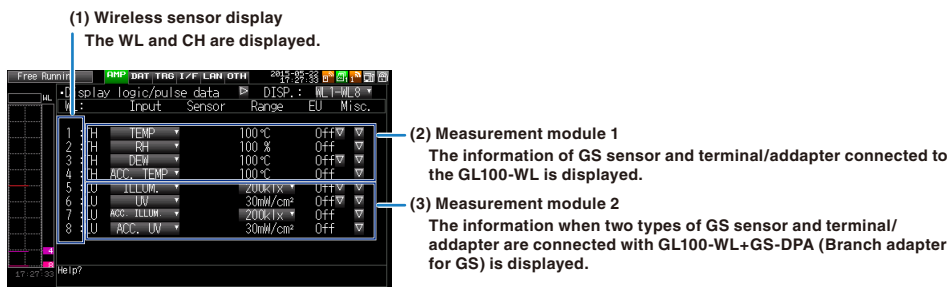 (1) Wireless sensor display
The WL and CH are displayed.
Free Running AMP DAT TRG I/F LAN OTH 2015-05-22 17:27:33
WL •Display logic/pulse data DISP.: WL1-WL8
WL: Input Sensor Range EU Misc.
1 : TH TEMP 100℃ Off
2 : TH RH 100 % Off
3 : TH DEW 100℃ Off
4 : TH ACC. TEMP 100℃ Off
5 : LU ILLUM. 200klx Off
6 : LU UV 30mW/cm² Off
7 : LU ACC. ILLUM. 200klx Off
8 : LU ACC. UV 30mW/cm² Off
4
8
17:27:33 Help?
(2) Measurement module 1
The information of GS sensor and terminal/addapter connected to
the GL100-WL is displayed.
(3) Measurement module 2
The information when two types of GS sensor and terminal/
addapter are connected with GL100-WL+GS-DPA (Branch adapter
for GS) is displayed.